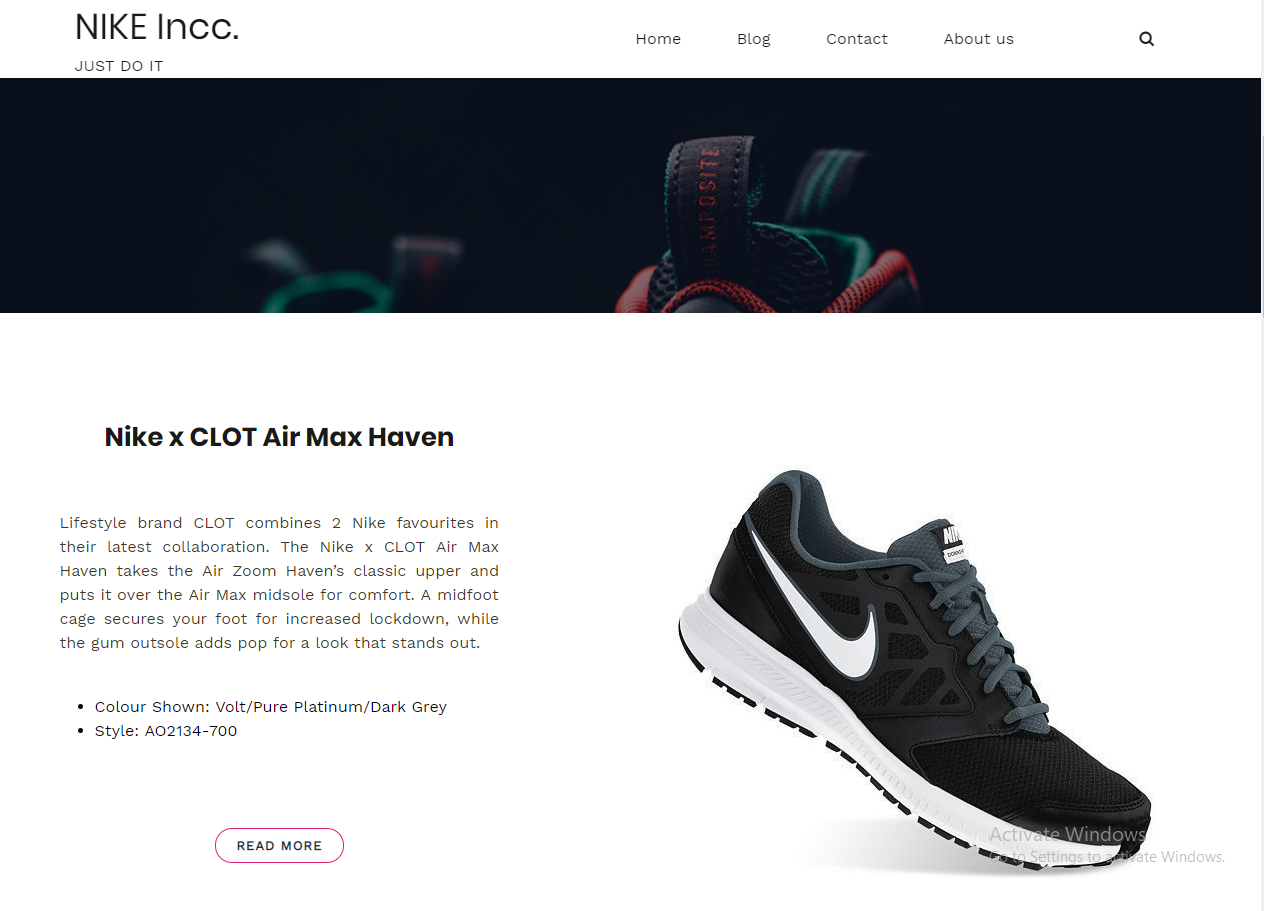 NIKE Incc.
JUST DO IT
Home
Blog
Contact
About us
Nike x CLOT Air Max Haven
Lifestyle brand CLOT combines 2 Nike favourites in
their latest collaboration. The Nike x CLOT Air Max
Haven takes the Air Zoom Haven’s classic upper and
puts it over the Air Max midsole for comfort. A midfoot
cage secures your foot for increased lockdown, while
the gum outsole adds pop for a look that stands out.
• Colour Shown: Volt/Pure Platinum/Dark Grey
• Style: AO2134-700
READ MORE
Activate Windows
Go to Settings to activate Windows.